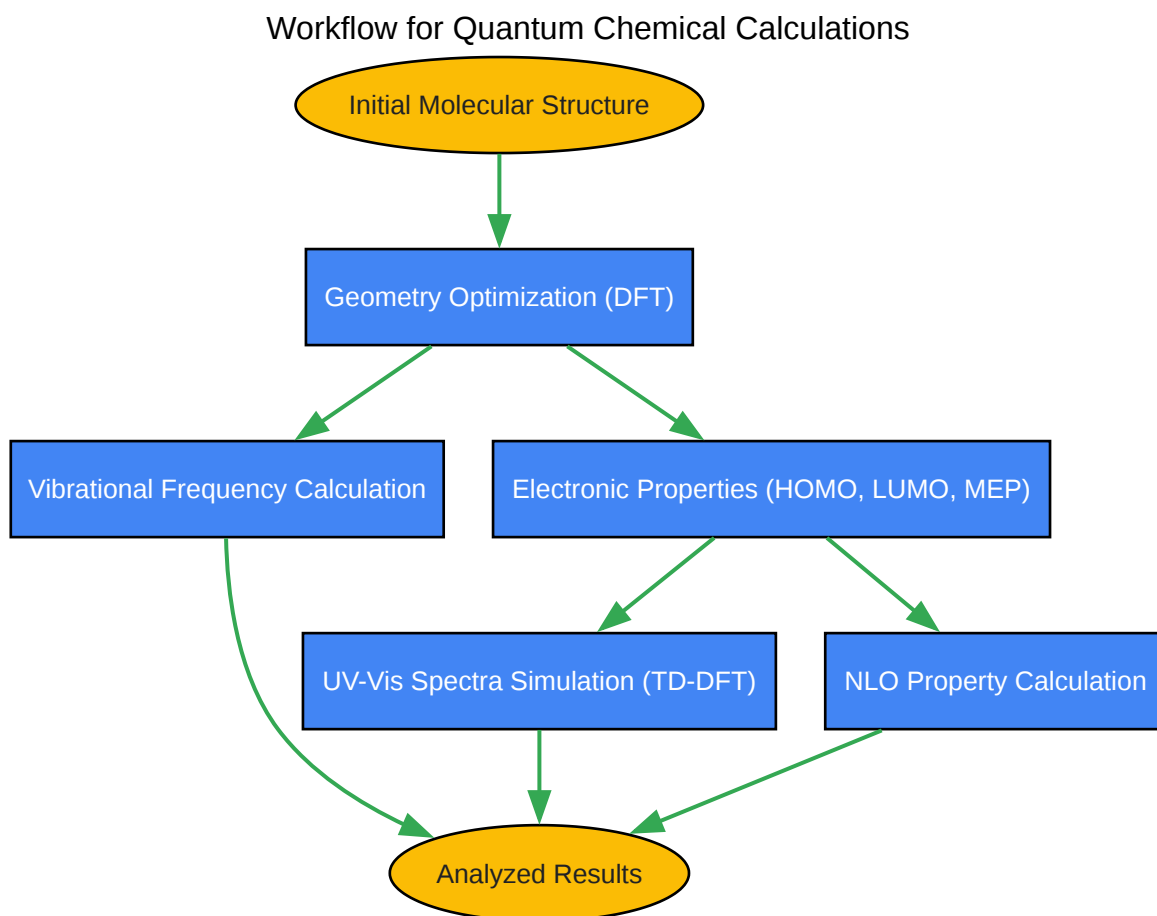 Workflow for Quantum Chemical Calculations
Initial Molecular Structure
Geometry Optimization (DFT)
Vibrational Frequency Calculation
Electronic Properties (HOMO, LUMO, MEP)
UV-Vis Spectra Simulation (TD-DFT)
NLO Property Calculation
Analyzed Results